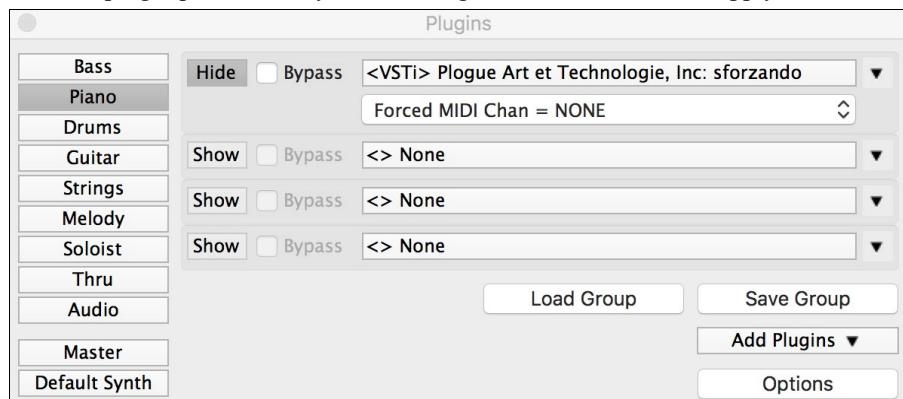 Plugins
Bass
Piano
Drums
Guitar
Strings
Melody
Soloist
Thru
Audio
Master
Default Synth
Hide Bypass <VSTi> Plogue Art et Technologie, Inc: sforzando ▼
Forced MIDI Chan = NONE
Show Bypass <> None ▼
Show Bypass <> None ▼
Show Bypass <> None ▼
Load Group Save Group
Add Plugins ▼
Options